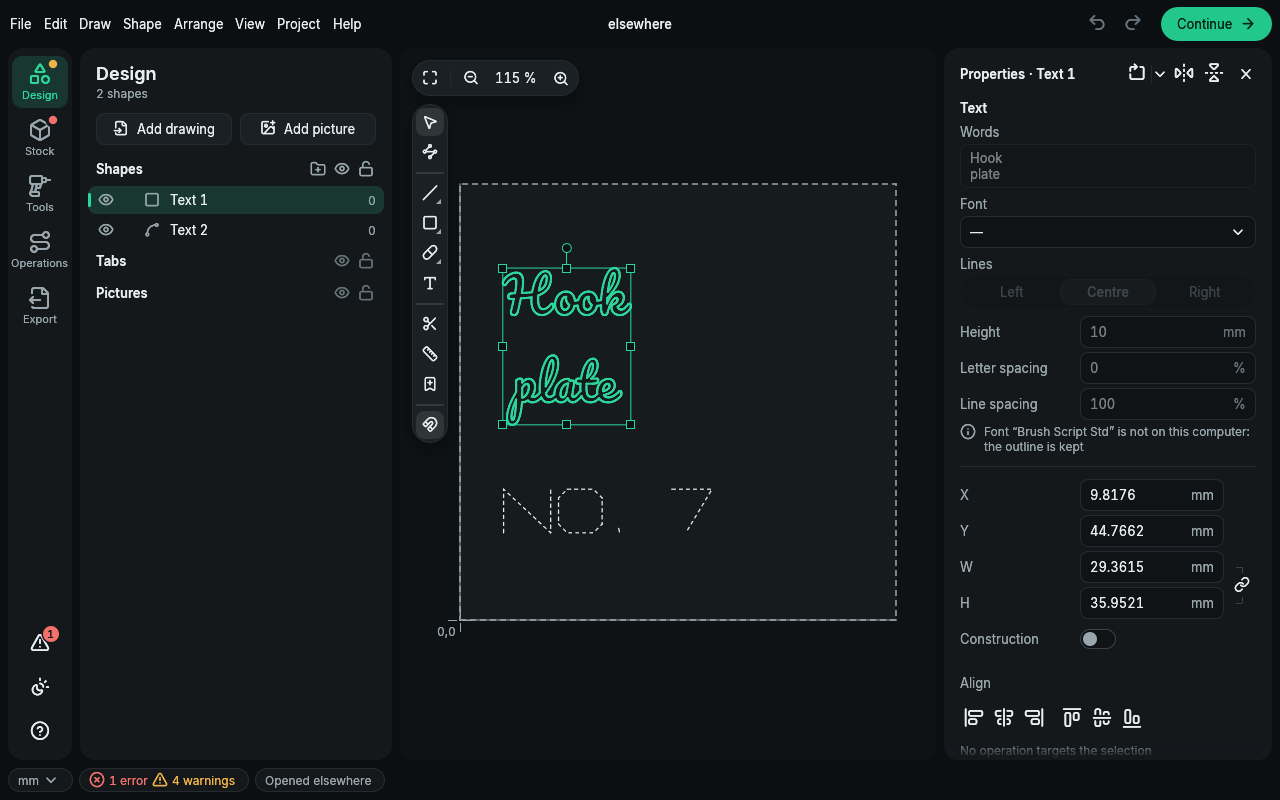 File Edit Draw Shape Arrange View Project Help
elsewhere
Continue
Design
Stock
Tools
Operations
Export
1
Design
2 shapes
Add drawing
Add picture
Shapes
Text 1 0
Text 2 0
Tabs
Pictures
115 %
Hook
plate
NO. 7
0,0
Properties · Text 1
Text
Words
Hook
plate
Font
—
Lines
Left Centre Right
Height 10 mm
Letter spacing 0 %
Line spacing 100 %
Font “Brush Script Std” is not on this computer:
the outline is kept
X 9.8176 mm
Y 44.7662 mm
W 29.3615 mm
H 35.9521 mm
Construction
Align
No operation targets the selection
mm
1 error 4 warnings
Opened elsewhere